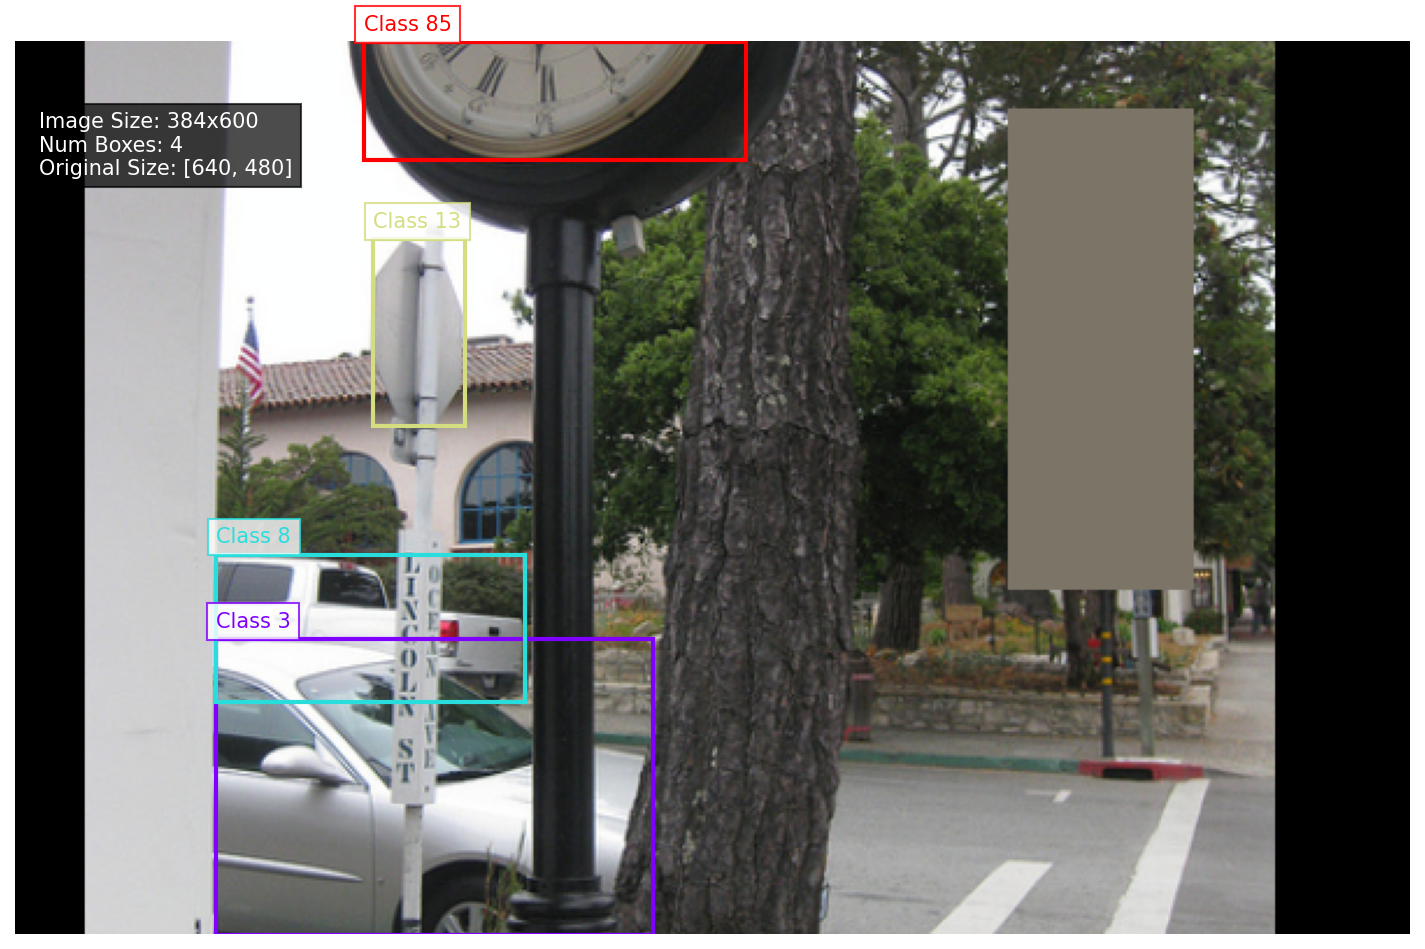 Class 85
Image Size: 384x600
Num Boxes: 4
Original Size: [640, 480]
Class 13
Class 8
Class 3
LINCOLN ST
OCEAN AVE.